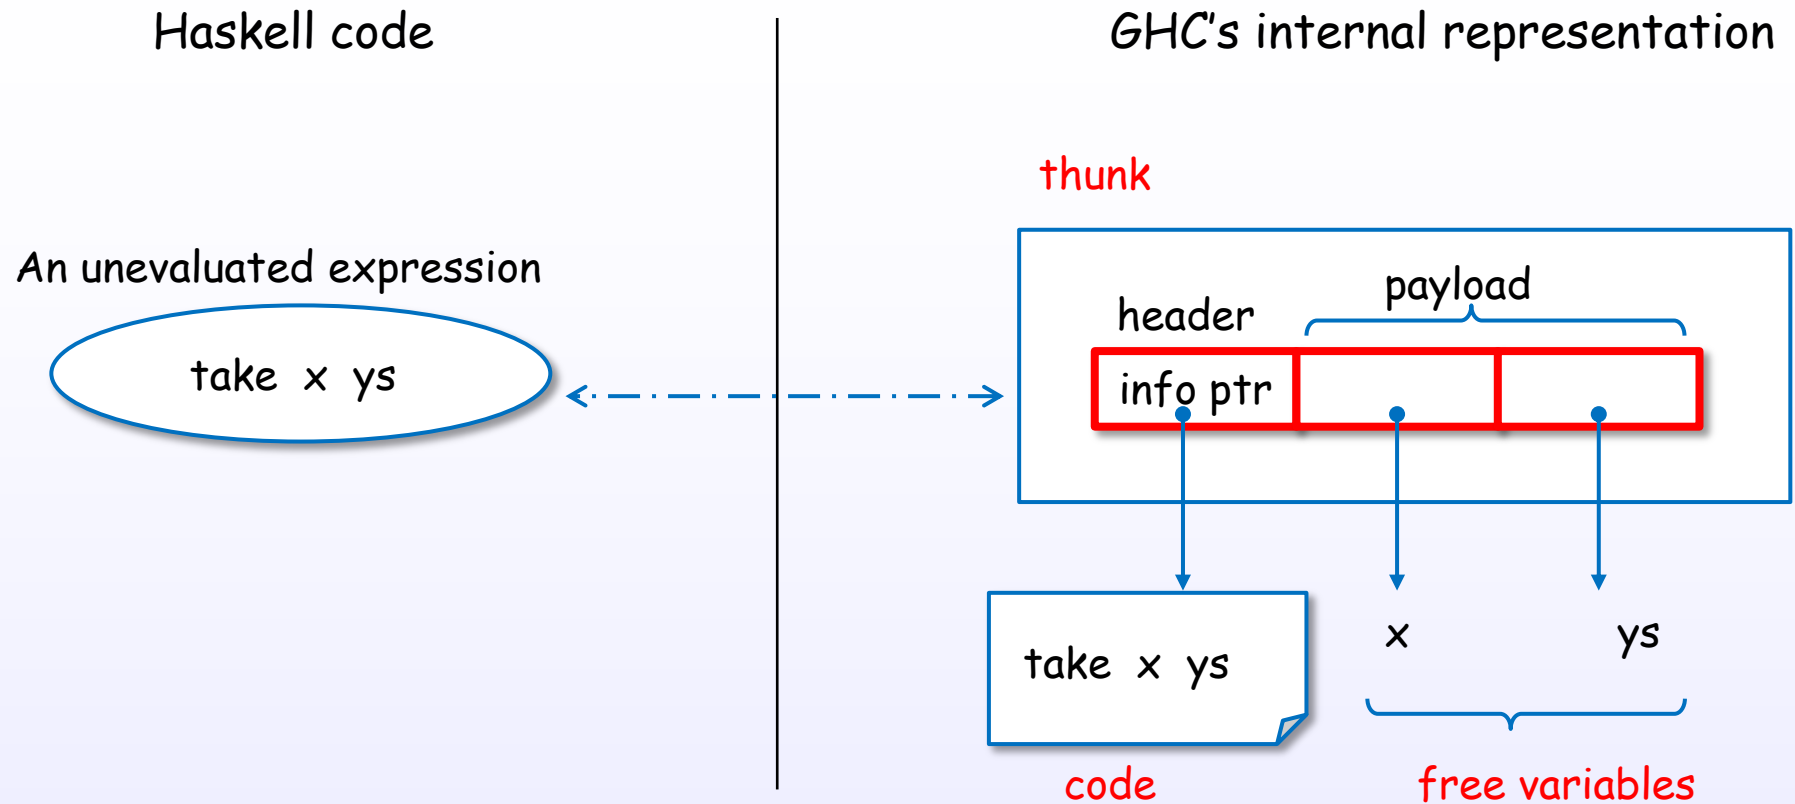 Haskell code
GHC's internal representation
thunk
An unevaluated expression
payload
header
take x ys
info ptr
x
ys
take x ys
code
free variables